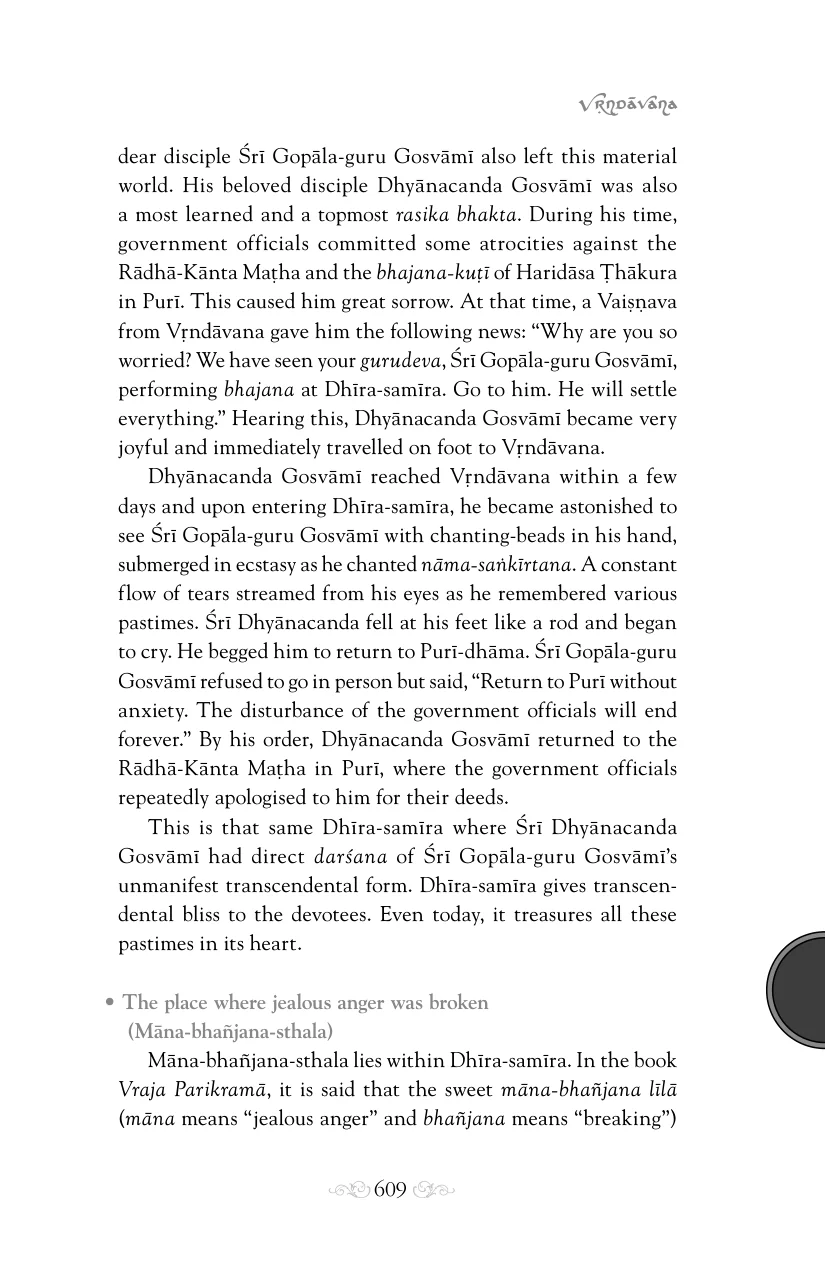 Vṛndāvana
dear disciple Śrī Gopāla-guru Gosvāmī also left this material
world. His beloved disciple Dhyānacanda Gosvāmī was also
a most learned and a topmost rasika bhakta. During his time,
government officials committed some atrocities against the
Rādhā-Kānta Maṭha and the bhajana-kuṭī of Haridāsa Ṭhākura
in Purī. This caused him great sorrow. At that time, a Vaiṣṇava
from Vṛndāvana gave him the following news: “Why are you so
worried? We have seen your gurudeva, Śrī Gopāla-guru Gosvāmī,
performing bhajana at Dhīra-samīra. Go to him. He will settle
everything.” Hearing this, Dhyānacanda Gosvāmī became very
joyful and immediately travelled on foot to Vṛndāvana.
Dhyānacanda Gosvāmī reached Vṛndāvana within a few
days and upon entering Dhīra-samīra, he became astonished to
see Śrī Gopāla-guru Gosvāmī with chanting-beads in his hand,
submerged in ecstasy as he chanted nāma-saṅkīrtana. A constant
flow of tears streamed from his eyes as he remembered various
pastimes. Śrī Dhyānacanda fell at his feet like a rod and began
to cry. He begged him to return to Purī-dhāma. Śrī Gopāla-guru
Gosvāmī refused to go in person but said, “Return to Purī without
anxiety. The disturbance of the government officials will end
forever.” By his order, Dhyānacanda Gosvāmī returned to the
Rādhā-Kānta Maṭha in Purī, where the government officials
repeatedly apologised to him for their deeds.
This is that same Dhīra-samīra where Śrī Dhyānacanda
Gosvāmī had direct darśana of Śrī Gopāla-guru Gosvāmī’s
unmanifest transcendental form. Dhīra-samīra gives transcen-
dental bliss to the devotees. Even today, it treasures all these
pastimes in its heart.
• The place where jealous anger was broken
(Māna-bhañjana-sthala)
Māna-bhañjana-sthala lies within Dhīra-samīra. In the book
Vraja Parikramā, it is said that the sweet māna-bhañjana līlā
(māna means “jealous anger” and bhañjana means “breaking”)
609